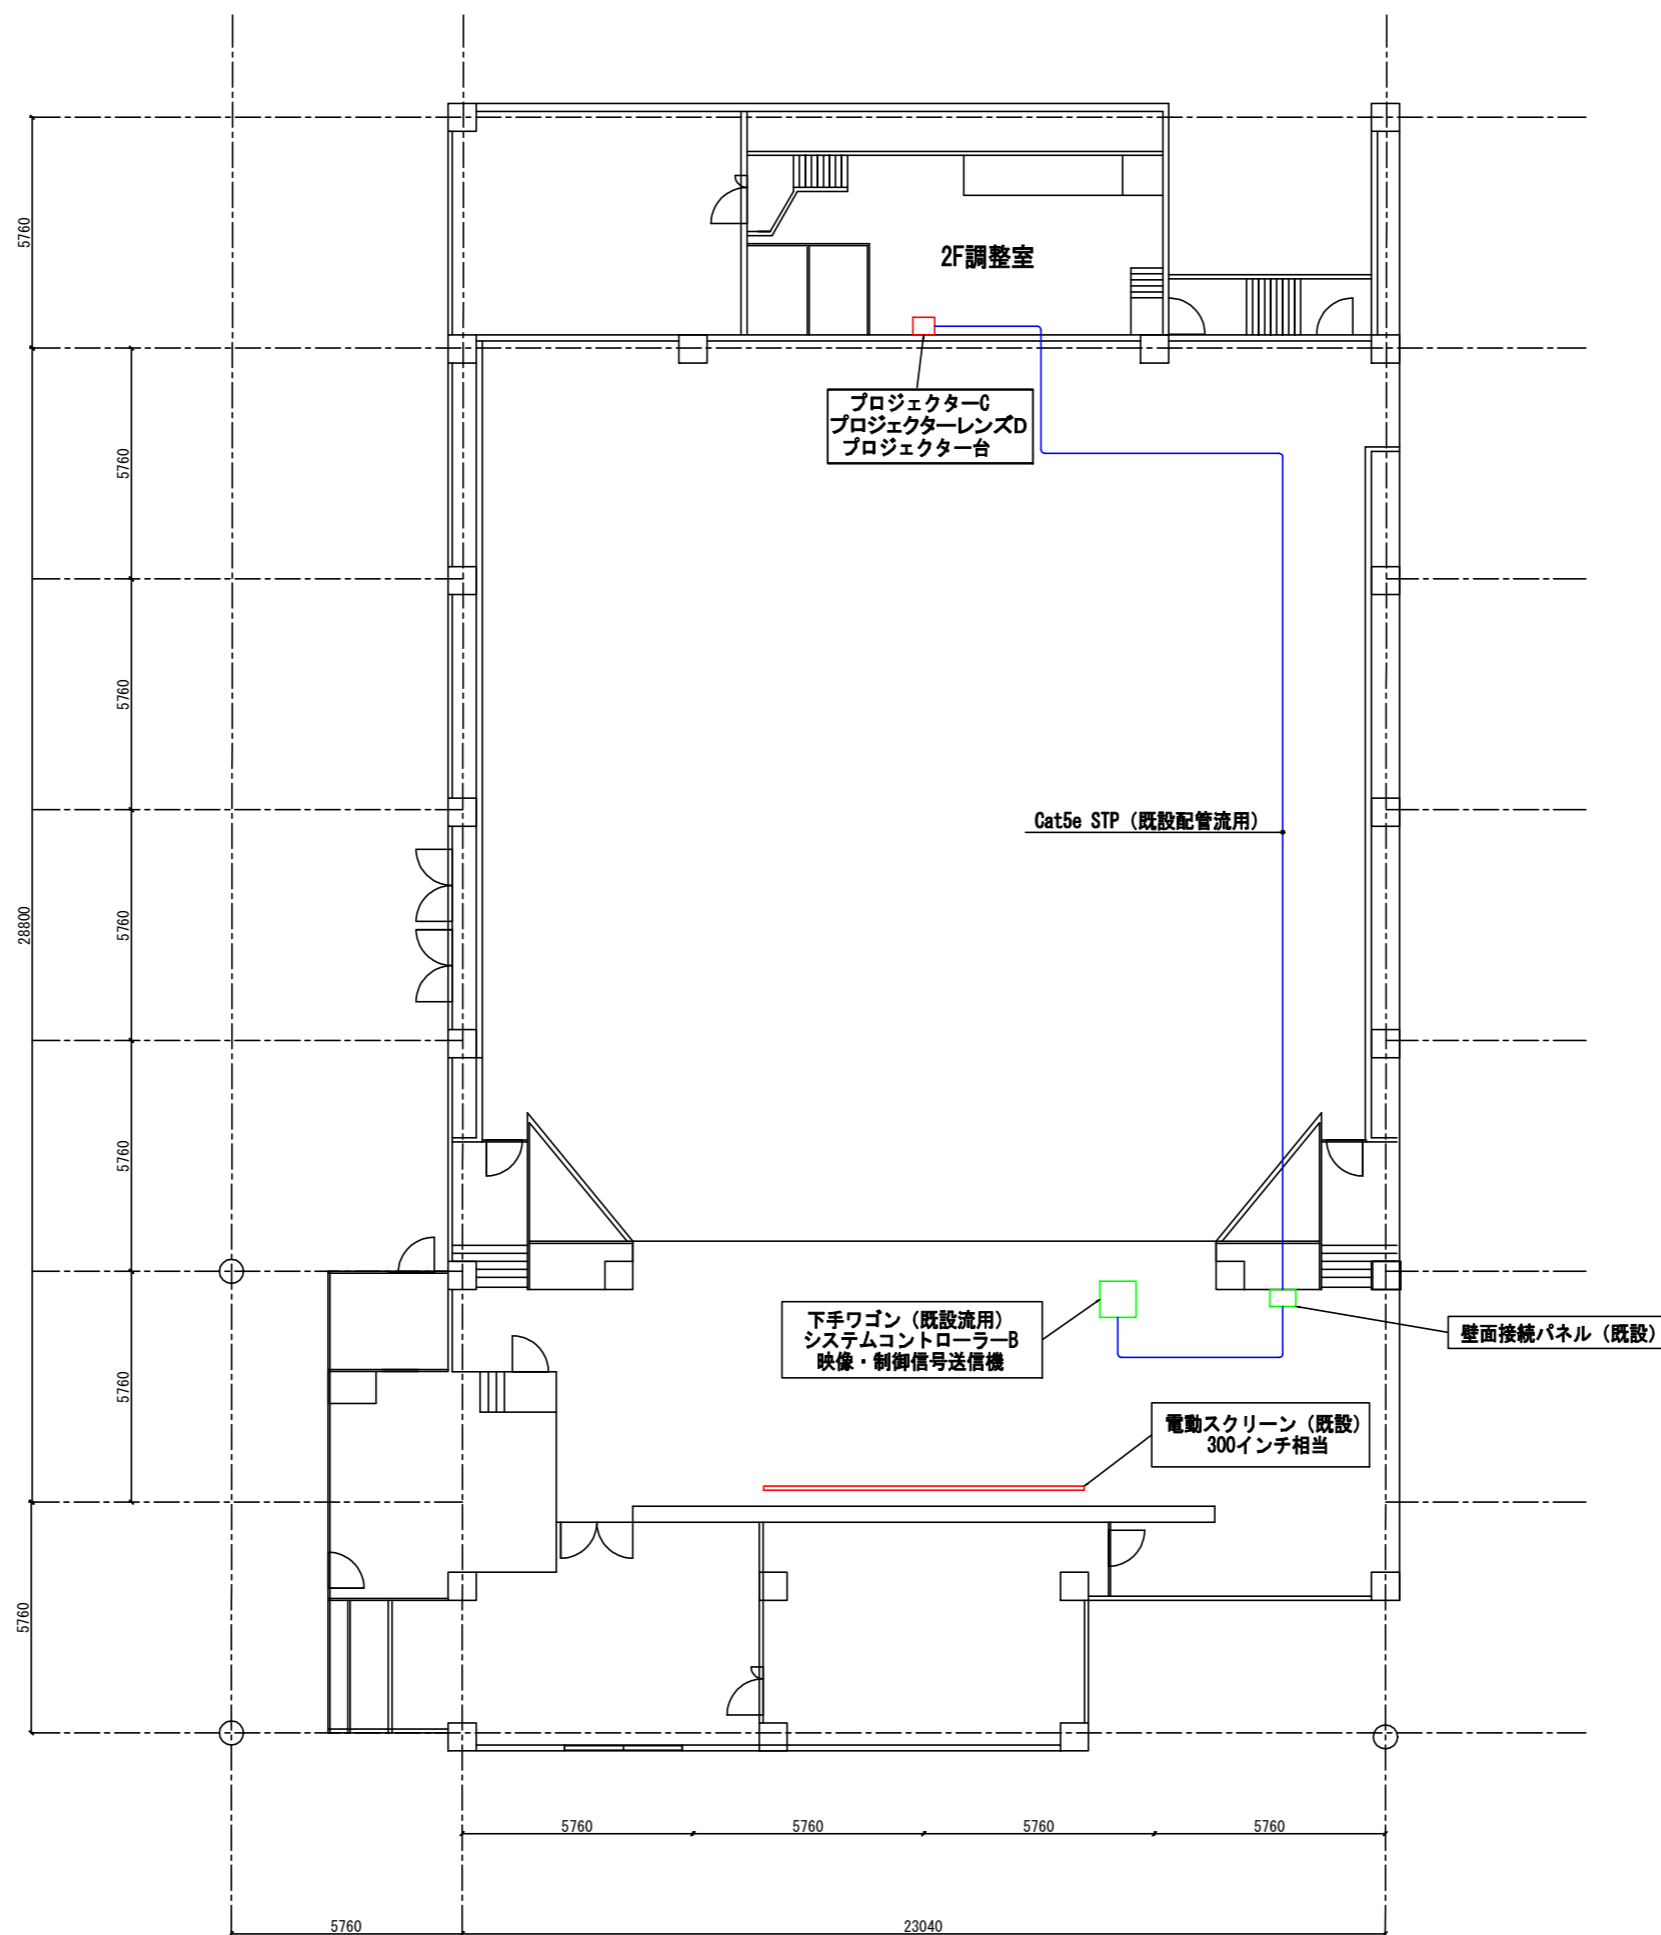 5760
2F調整室
プロジェクターC
プロジェクターレンズD
プロジェクター台
5760
5760
Cat5e STP（既設配管流用）
28800
5760
5760
下手ワゴン（既設流用）
システムコントローラーB
映像・制御信号送信機
壁面接続パネル（既設）
5760
電動スクリーン（既設）
300インチ相当
5760
5760
5760
5760
5760
5760
23040